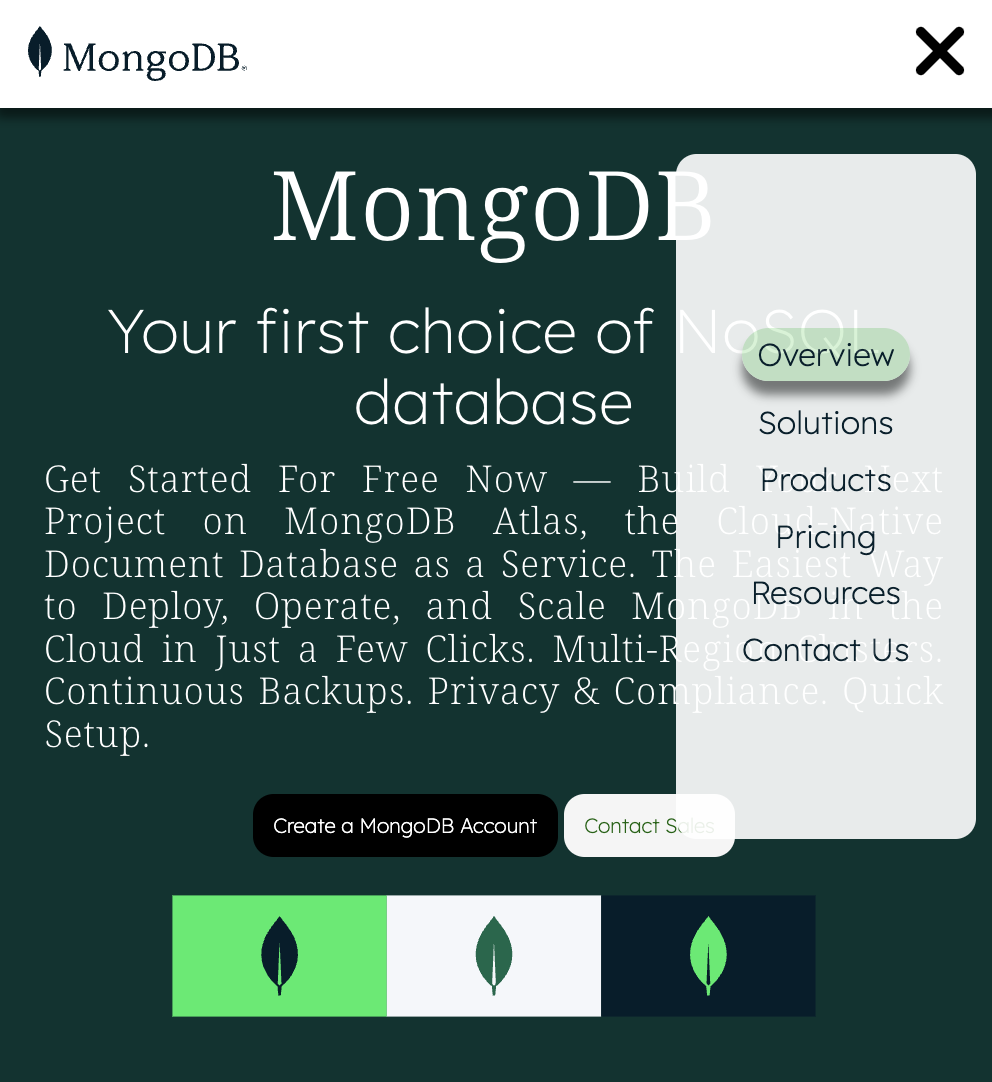 MongoDB®
MongoDB
Your first choice of NoSQL
database
Get Started For Free Now — Build Your Next
Project on MongoDB Atlas, the Cloud-Native
Document Database as a Service. The Easiest Way
to Deploy, Operate, and Scale MongoDB in the
Cloud in Just a Few Clicks. Multi-Region Clusters.
Continuous Backups. Privacy & Compliance. Quick
Setup.
Create a MongoDB Account
Contact Sales
Overview
Solutions
Products
Pricing
Resources
Contact Us